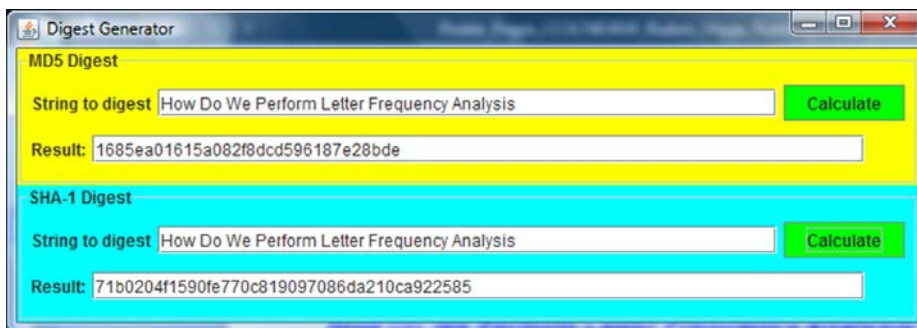 Digest Generator
MD5 Digest
String to digest How Do We Perform Letter Frequency Analysis Calculate
Result: 1685ea01615a082f8dcd596187e28bde
SHA-1 Digest
String to digest How Do We Perform Letter Frequency Analysis Calculate
Result: 71b0204f1590fe770c819097086da210ca922585